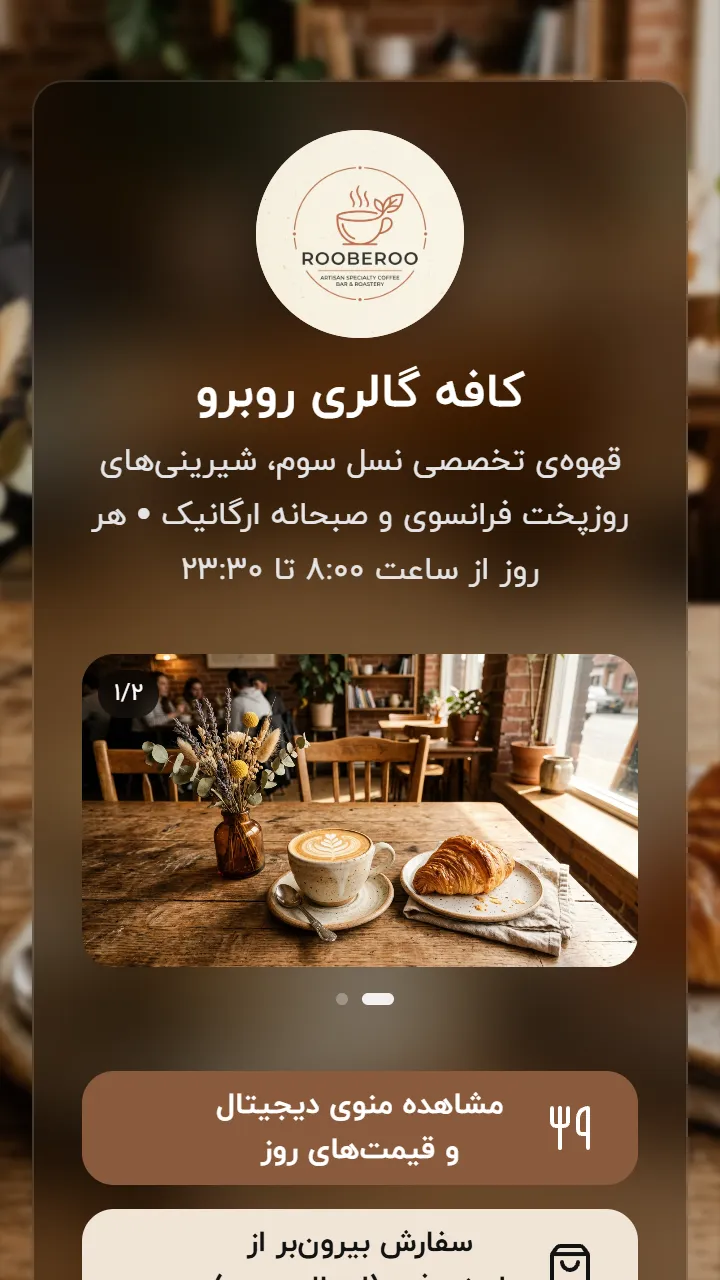 ROOBEROO
ARTISAN SPECIALTY COFFEE
BAR & ROASTERY
کافه گالری روبرو
قهوه‌ی تخصصی نسل سوم، شیرینی‌های
روزپخت فرانسوی و صبحانه ارگانیک • هر
روز از ساعت ۸:۰۰ تا ۲۳:۳۰
۱/۲
مشاهده منوی دیجیتال
و قیمت‌های روز
سفارش بیرون‌بر از